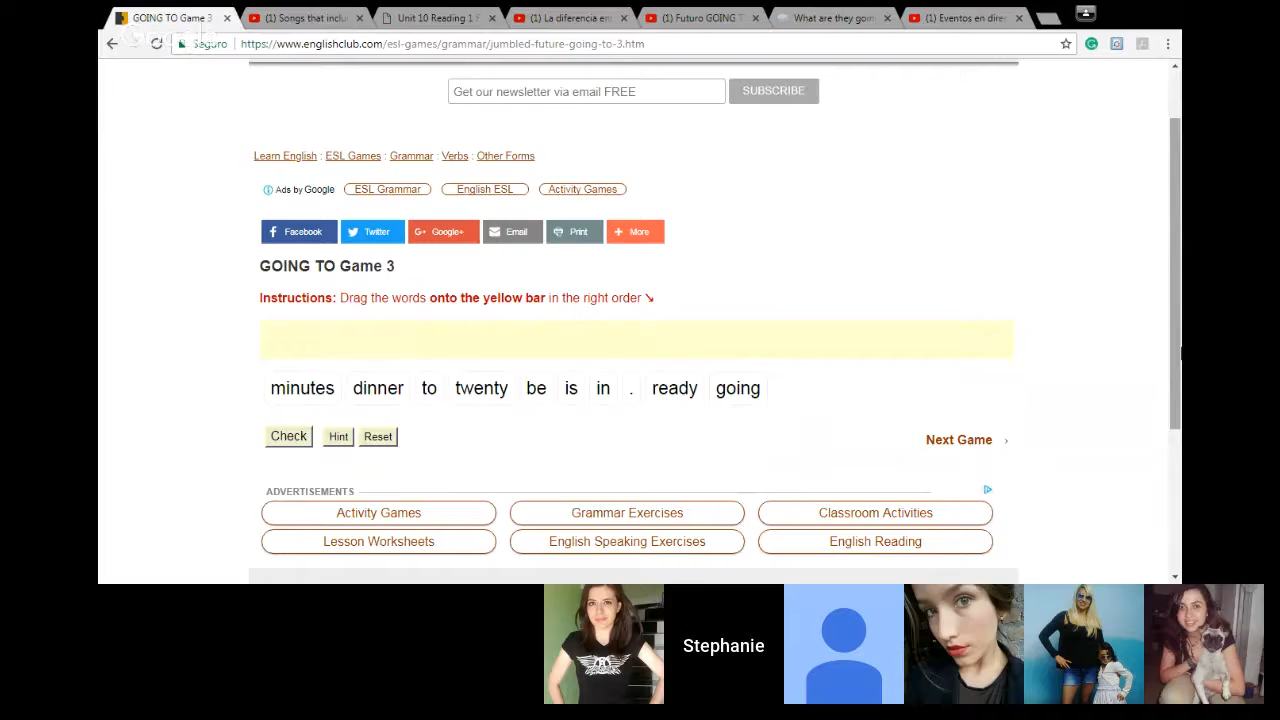 GOING TO Game 3 × (1) Songs that inclu × Unit 10 Reading 1 F × (1) La diferencia en × (1) Futuro GOING T × What are they gon × (1) Eventos en direc ×
Seguro https://www.englishclub.com/esl-games/grammar/jumbled-future-going-to-3.htm
Get our newsletter via email FREE SUBSCRIBE
Learn English : ESL Games : Grammar : Verbs : Other Forms
Ads by Google ESL Grammar English ESL Activity Games
Facebook Twitter G+ Google+ Email Print + More
GOING TO Game 3
Instructions: Drag the words onto the yellow bar in the right order ↘
minutes dinner to twenty be is in . ready going
Check Hint Reset
Next Game ›
ADVERTISEMENTS
Activity Games Grammar Exercises Classroom Activities
Lesson Worksheets English Speaking Exercises English Reading
Stephanie